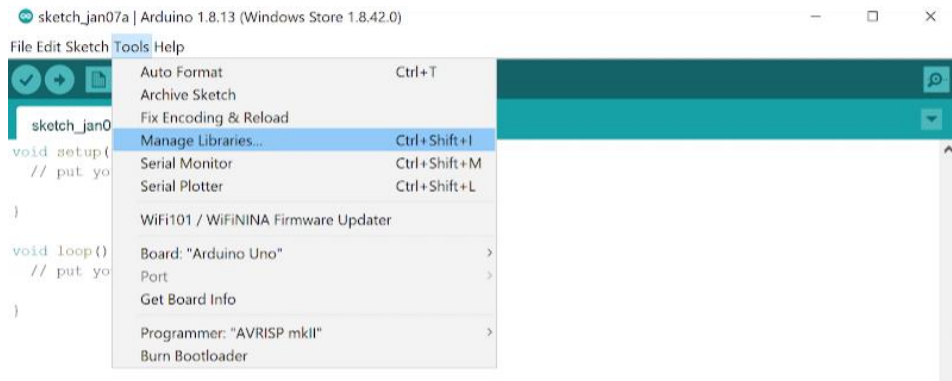 sketch_jan07a | Arduino 1.8.13 (Windows Store 1.8.42.0)
File Edit Sketch Tools Help
Auto Format Ctrl+T
Archive Sketch
Fix Encoding & Reload
sketch_jan0
Manage Libraries... Ctrl+Shift+I
void setup(
Serial Monitor Ctrl+Shift+M
// put yo
Serial Plotter Ctrl+Shift+L
}
WiFi101 / WiFiNINA Firmware Updater
void loop()
Board: "Arduino Uno"
// put yo
Port
Get Board Info
}
Programmer: "AVRISP mkII"
Burn Bootloader